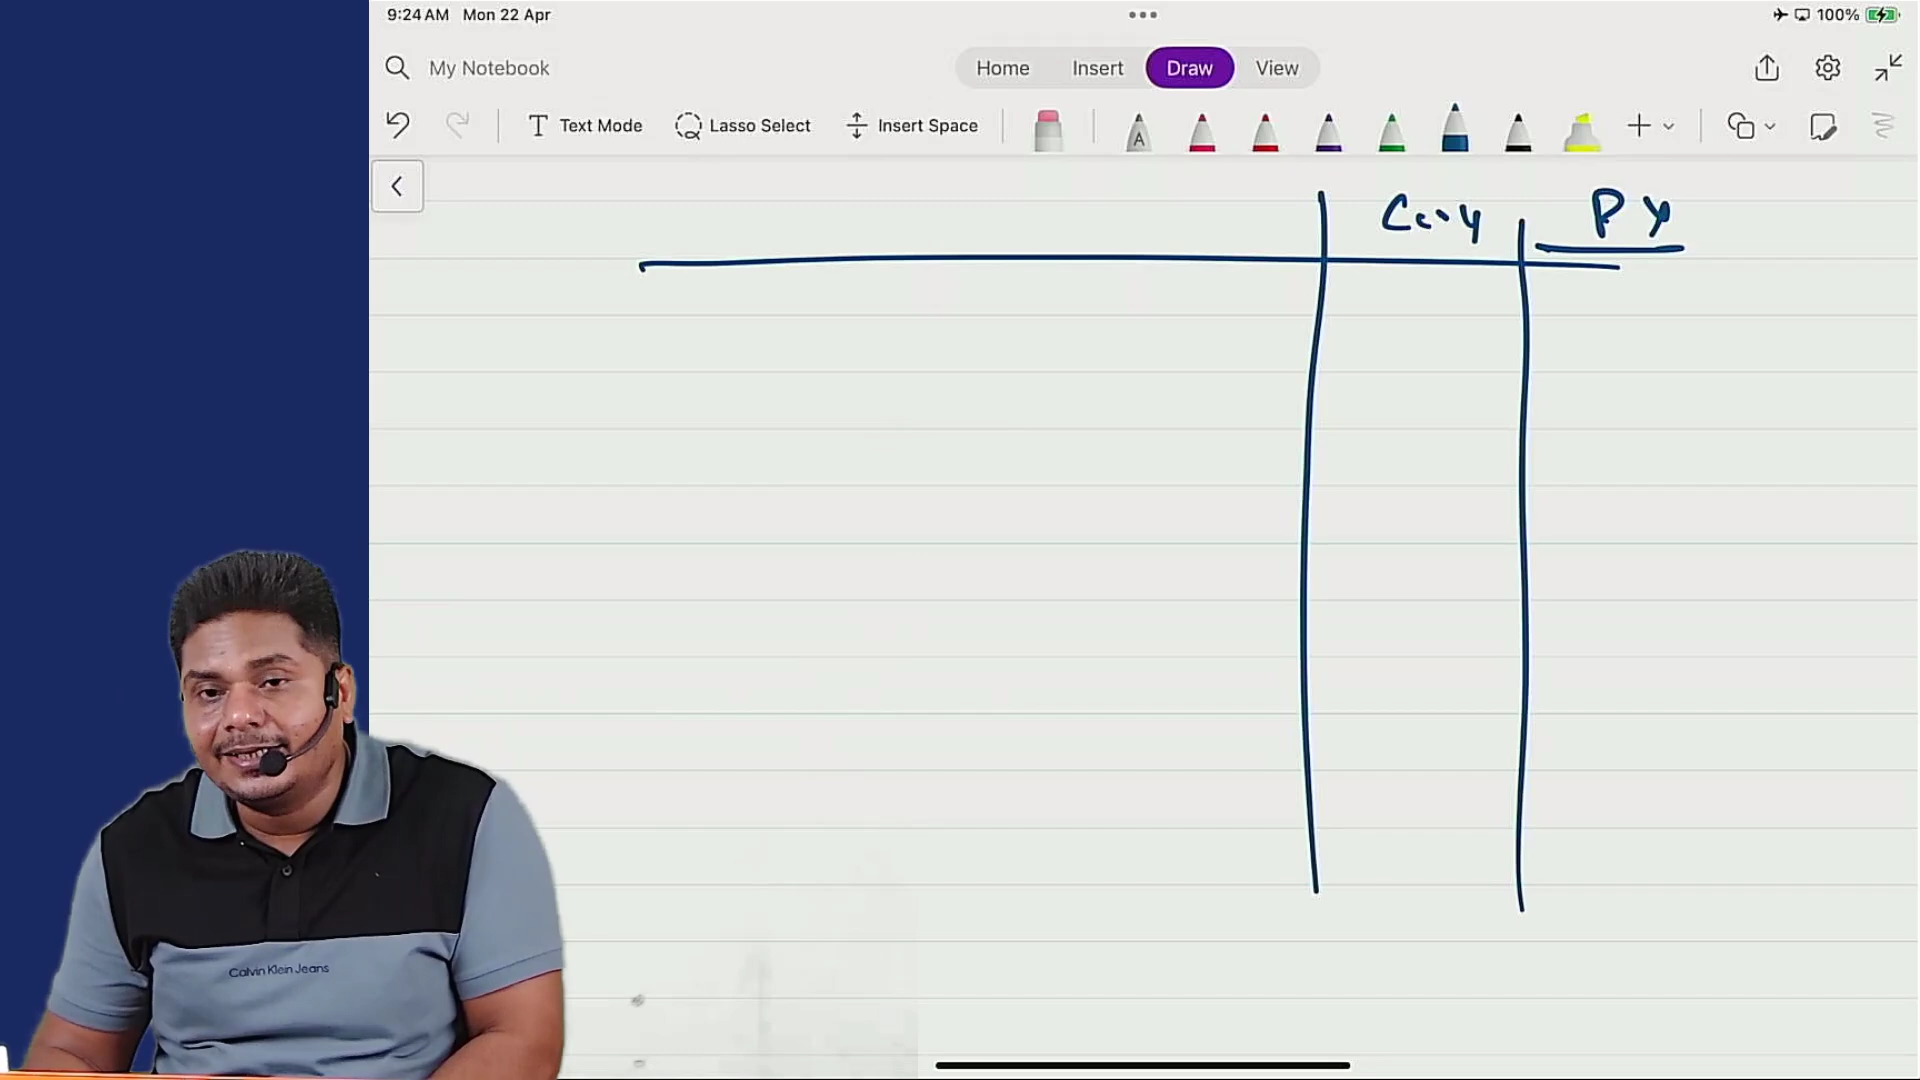 9:24 AM Mon 22 Apr
100%
My Notebook
Home Insert Draw View
Text Mode Lasso Select Insert Space
A
P y
Calvin Klein Jeans